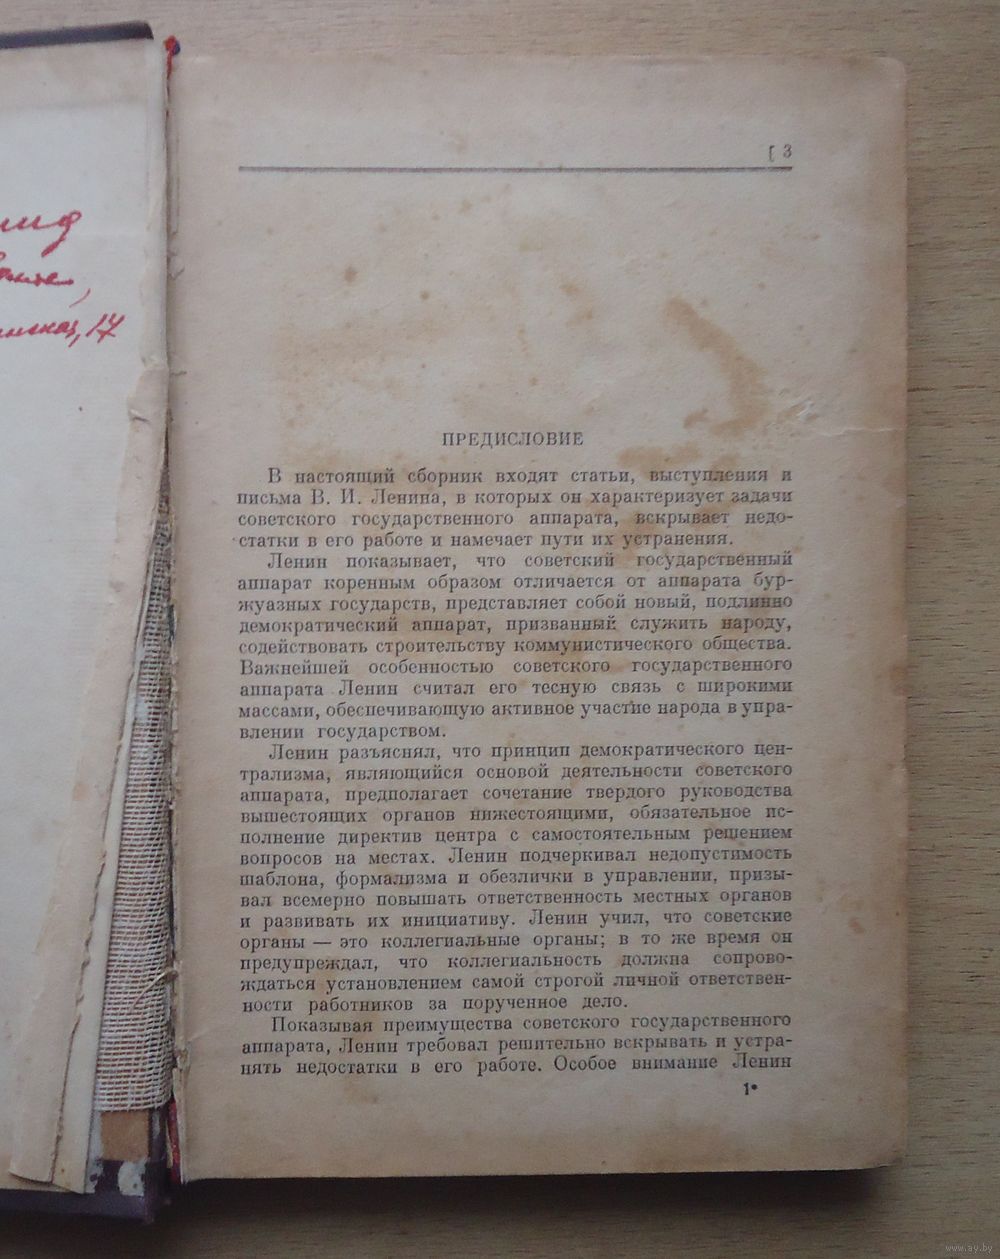 17
[ 3
ПРЕДИСЛОВИЕ
В настоящий сборник входят статьи, выступления и
письма В. И. Ленина, в которых он характеризует задачи
советского государственного аппарата, вскрывает недо-
статки в его работе и намечает пути их устранения.
Ленин показывает, что советский государственный
аппарат коренным образом отличается от аппарата бур-
жуазных государств, представляет собой новый, подлинно
демократический аппарат, призванный служить народу,
содействовать строительству коммунистического общества.
Важнейшей особенностью советского государственного
аппарата Ленин считал его тесную связь с широкими
массами, обеспечивающую активное участие народа в упра-
влении государством.
Ленин разъяснял, что принцип демократического цен-
трализма, являющийся основой деятельности советского
аппарата, предполагает сочетание твердого руководства
вышестоящих органов нижестоящими, обязательное ис-
полнение директив центра с самостоятельным решением
вопросов на местах. Ленин подчеркивал недопустимость
шаблона, формализма и обезлички в управлении, призы-
вал всемерно повышать ответственность местных органов
и развивать их инициативу. Ленин учил, что советские
органы — это коллегиальные органы; в то же время он
предупреждал, что коллегиальность должна сопрово-
ждаться установлением самой строгой личной ответствен-
ности работников за порученное дело.
Показывая преимущества советского государственного
аппарата, Ленин требовал решительно вскрывать и устра-
нять недостатки в его работе. Особое внимание Ленин
1*
www.ay.by